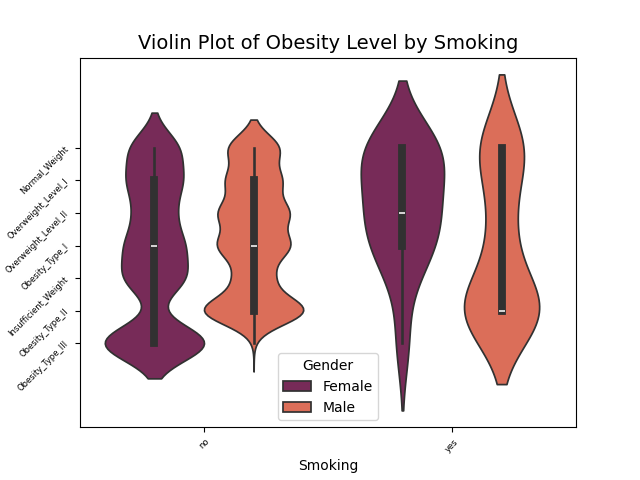 Violin Plot of Obesity Level by Smoking
Normal_Weight
Overweight_Level_I
Overweight_Level_II
Obesity_Type_I
Insufficient_Weight
Obesity_Type_II
Obesity_Type_III
Gender
Female
Male
no
yes
Smoking